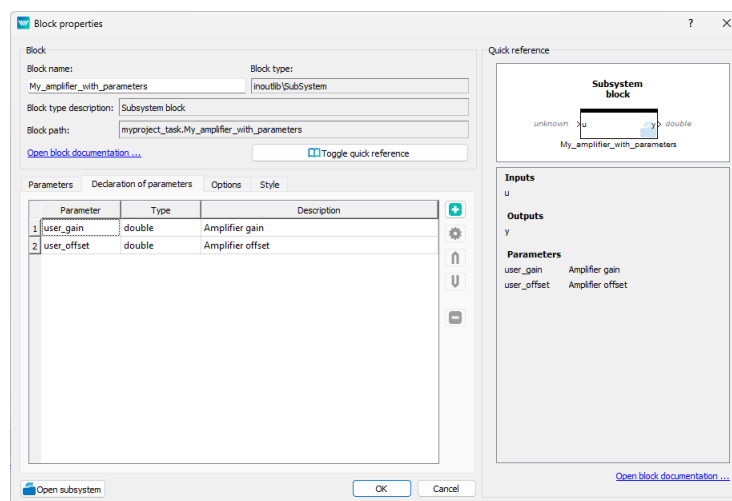 Block properties
?
Block
Block name:
Block type:
My_amplifier_with_parameters
inoutlib\SubSystem
Block type description:
Subsystem block
Block path:
myproject_task.My_amplifier_with_parameters
Open block documentation ...
Toggle quick reference
Parameters
Declaration of parameters
Options
Style
Parameter
Type
Description
1 user_gain double Amplifier gain
2 user_offset double Amplifier offset
Open subsystem
OK
Cancel
Quick reference
Subsystem
block
unknown
u
y
double
My_amplifier_with_parameters
Inputs
u
Outputs
y
Parameters
user_gain Amplifier gain
user_offset Amplifier offset
Open block documentation ...